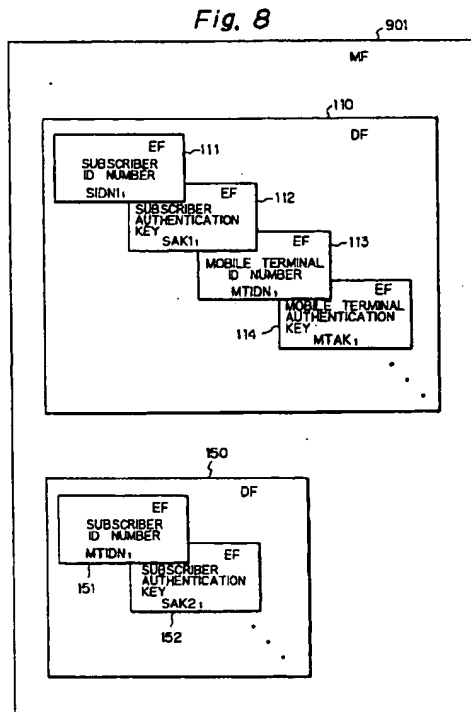 Fig. 8
901
MF
110
DF
EF
111
SUBSCRIBER
ID NUMBER
SIDN1₁
EF
112
SUBSCRIBER
AUTHENTICATION
KEY
SAK1₁
EF
113
MOBILE TERMINAL
ID NUMBER
MTIDN₁
EF
MOBILE TERMINAL
AUTHENTICATION
KEY
114
MTAK₁
150
DF
EF
SUBSCRIBER
ID NUMBER
MTIDN₁
151
EF
SUBSCRIBER
AUTHENTICATION
KEY
SAK2₁
152